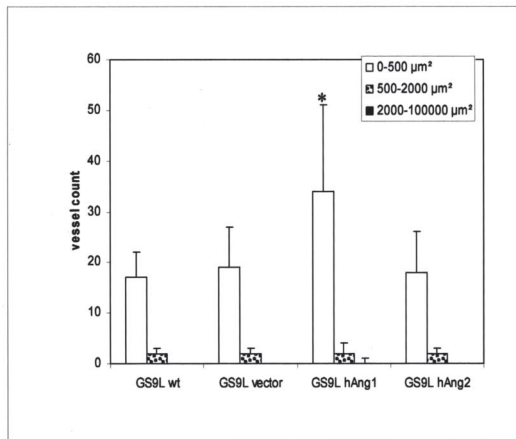 60
50
40
30
20
10
0
vessel count
*
0-500 µm²
500-2000 µm²
2000-100000 µm²
GS9L wt
GS9L vector
GS9L hAng1
GS9L hAng2